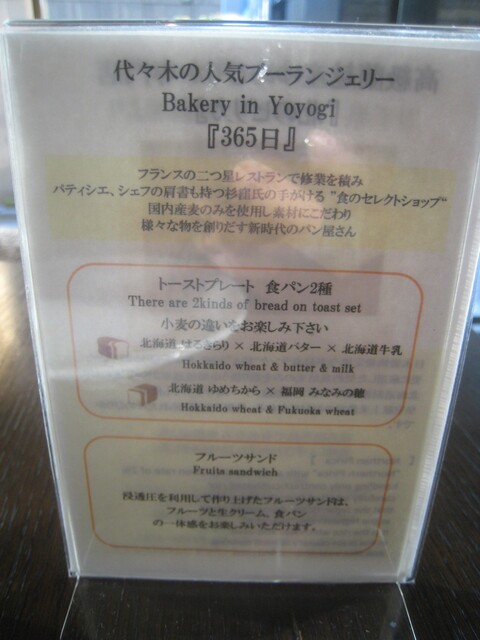 代々木の人気ブーランジェリー
Bakery in Yoyogi
『365日』
フランスの二つ星レストランで修業を積み
パティシエ、シェフの肩書も持つ杉窪氏の手がける "食のセレクトショップ"
国内産麦のみを使用し素材にこだわり
様々な物を創りだす新時代のパン屋さん
トーストプレート 食パン2種
There are 2kinds of bread on toast set
小麦の違いをお楽しみ下さい
北海道 はるきらり × 北海道バター × 北海道牛乳
Hokkaido wheat & butter & milk
北海道 ゆめちから × 福岡 みなみの穂
Hokkaido wheat & Fukuoka wheat
フルーツサンド
Fruits sandwich
浸透圧を利用して作り上げたフルーツサンドは、
フルーツと生クリーム、食パン
の一体感をお楽しみいただけます。